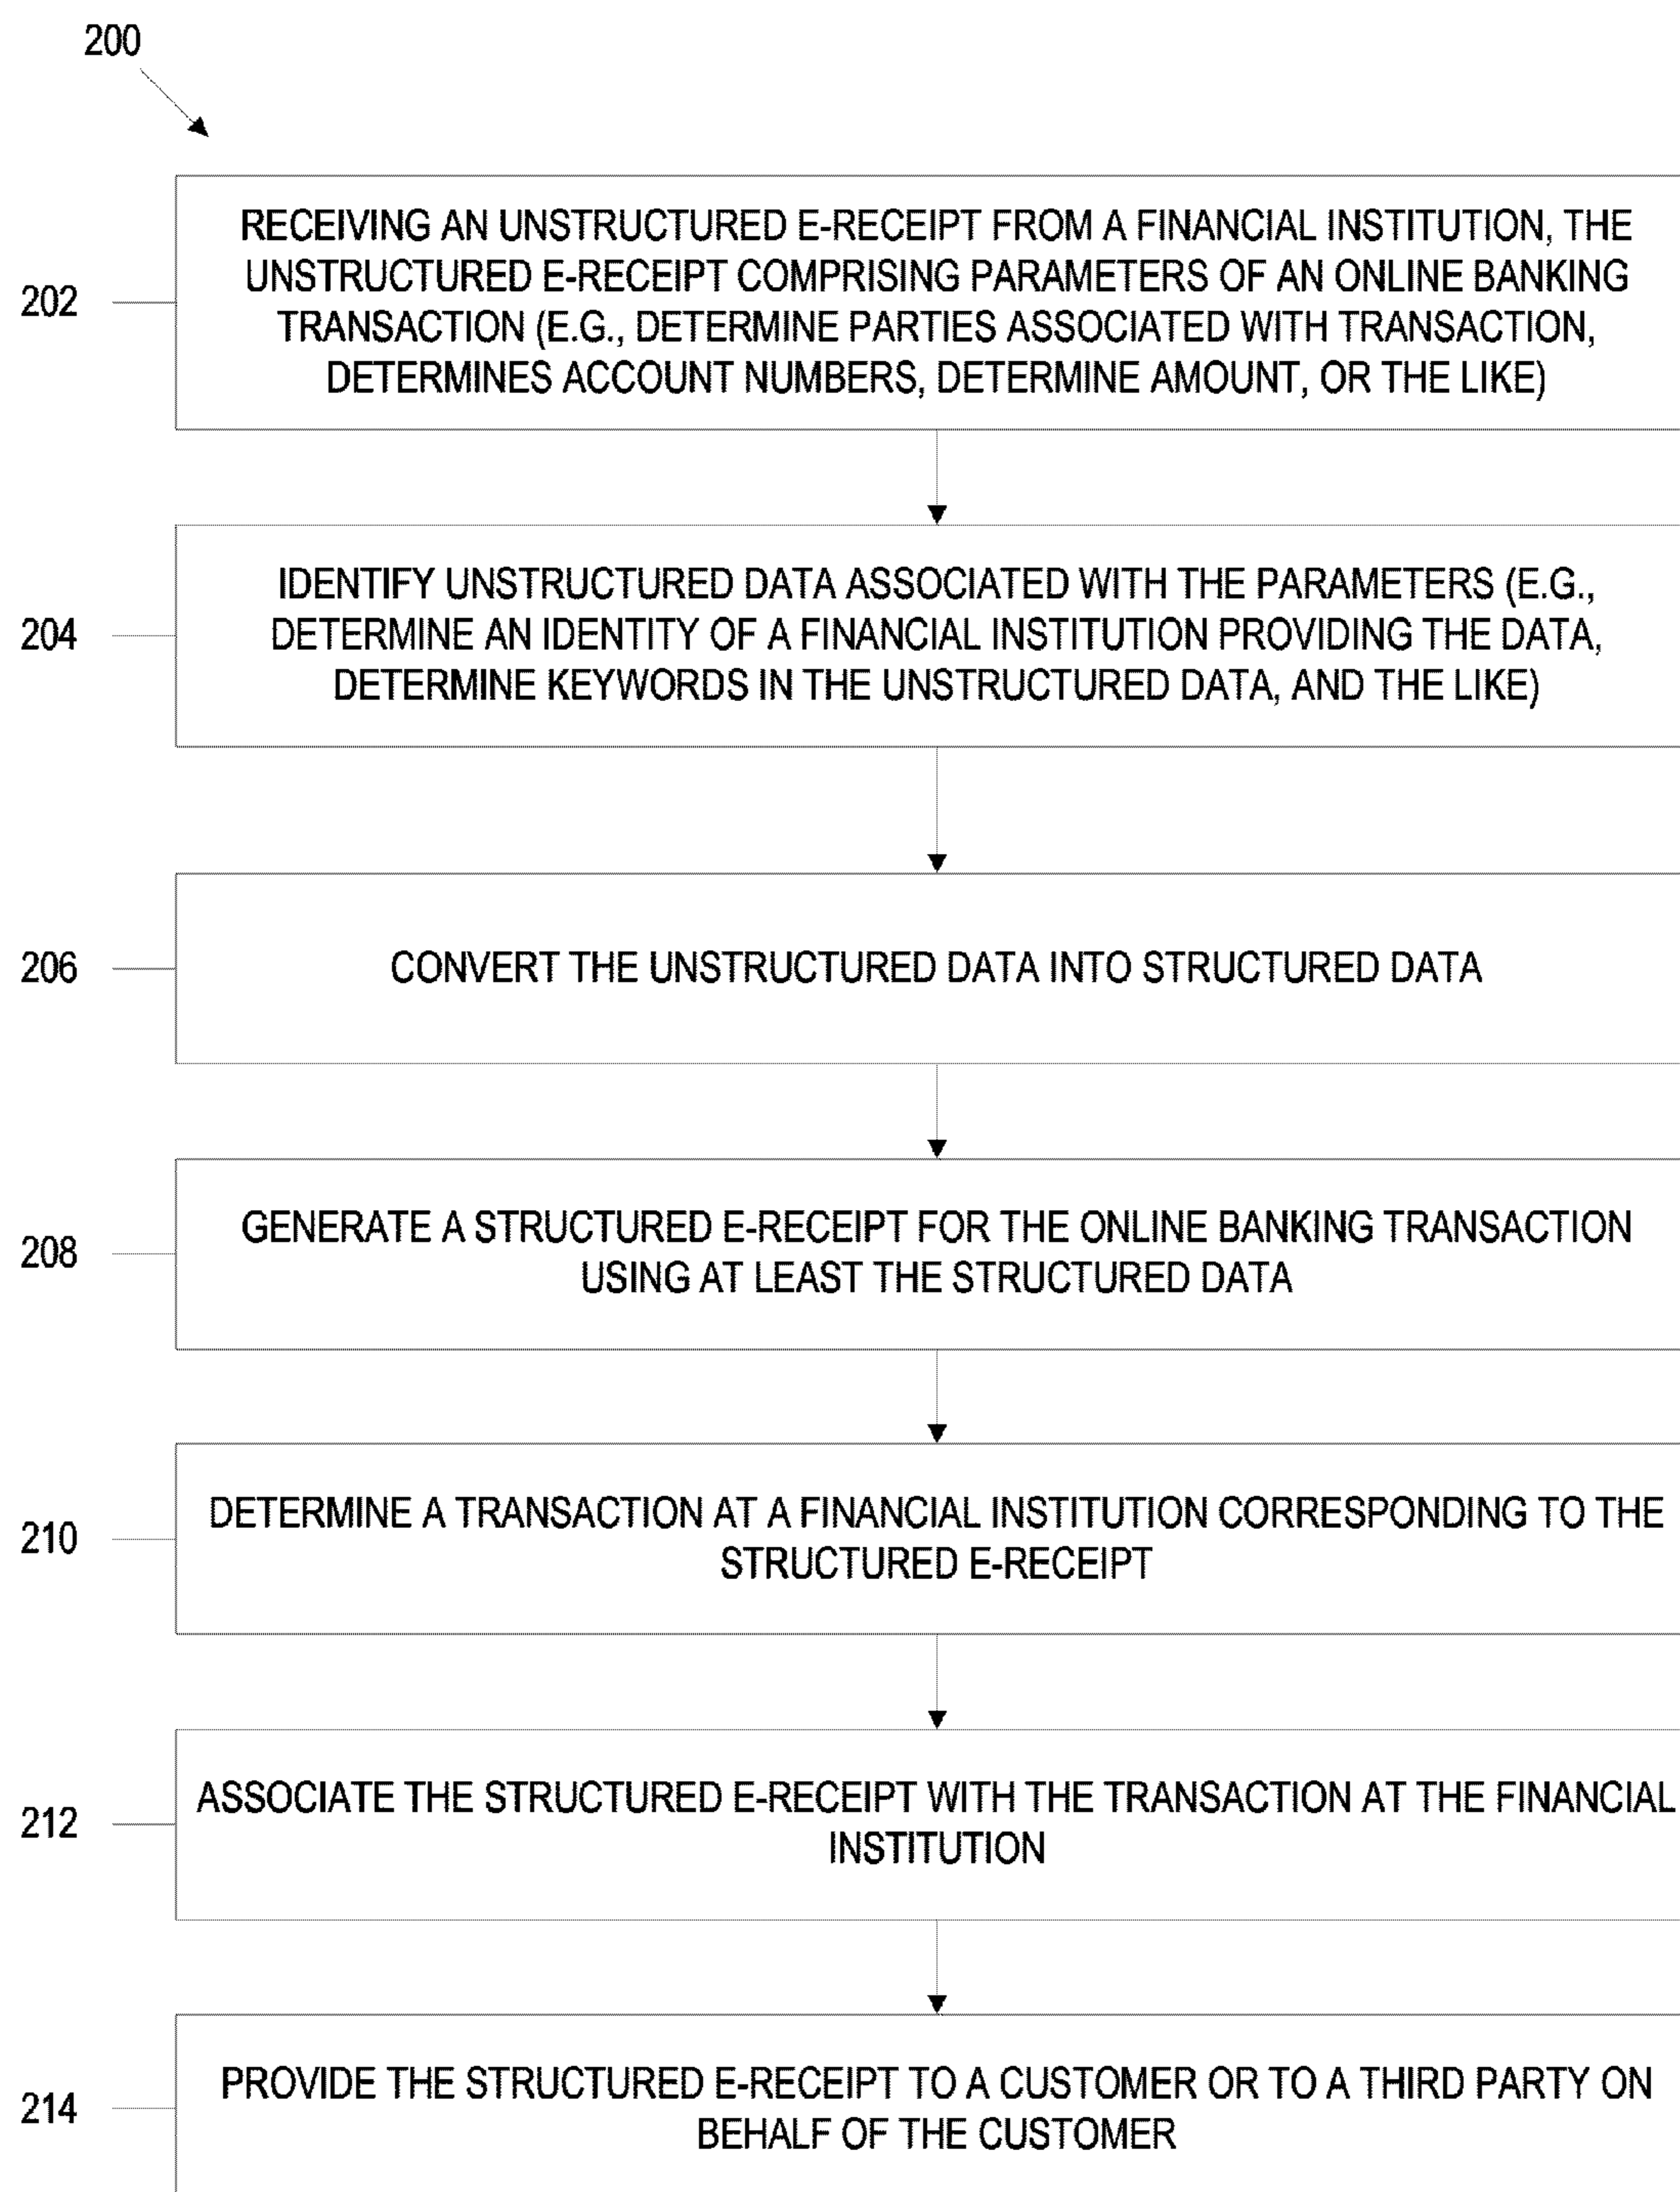 200
202
RECEIVING AN UNSTRUCTURED E-RECEIPT FROM A FINANCIAL INSTITUTION, THE
UNSTRUCTURED E-RECEIPT COMPRISING PARAMETERS OF AN ONLINE BANKING
TRANSACTION (E.G., DETERMINE PARTIES ASSOCIATED WITH TRANSACTION,
DETERMINES ACCOUNT NUMBERS, DETERMINE AMOUNT, OR THE LIKE)
204
IDENTIFY UNSTRUCTURED DATA ASSOCIATED WITH THE PARAMETERS (E.G.,
DETERMINE AN IDENTITY OF A FINANCIAL INSTITUTION PROVIDING THE DATA,
DETERMINE KEYWORDS IN THE UNSTRUCTURED DATA, AND THE LIKE)
206
CONVERT THE UNSTRUCTURED DATA INTO STRUCTURED DATA
208
GENERATE A STRUCTURED E-RECEIPT FOR THE ONLINE BANKING TRANSACTION
USING AT LEAST THE STRUCTURED DATA
210
DETERMINE A TRANSACTION AT A FINANCIAL INSTITUTION CORRESPONDING TO THE
STRUCTURED E-RECEIPT
212
ASSOCIATE THE STRUCTURED E-RECEIPT WITH THE TRANSACTION AT THE FINANCIAL
INSTITUTION
214
PROVIDE THE STRUCTURED E-RECEIPT TO A CUSTOMER OR TO A THIRD PARTY ON
BEHALF OF THE CUSTOMER